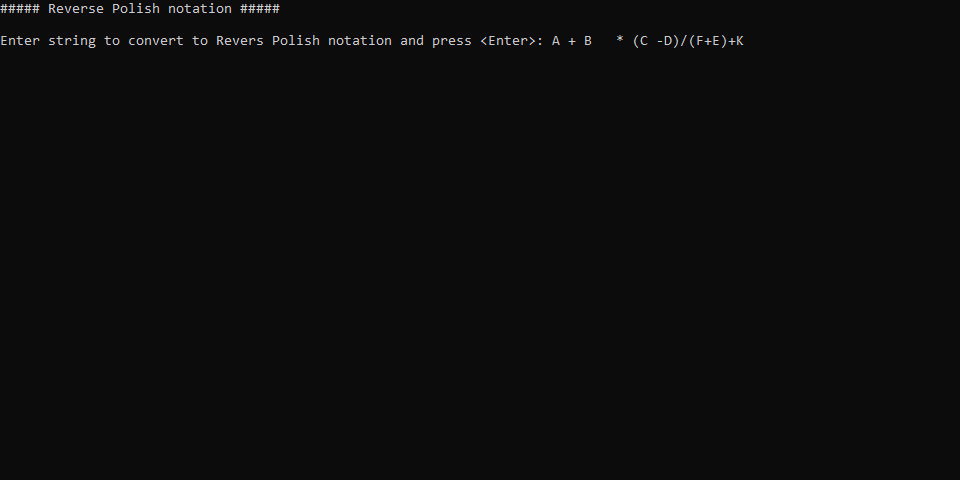 ##### Reverse Polish notation #####
Enter string to convert to Revers Polish notation and press <Enter>: A + B   * (C -D)/(F+E)+K